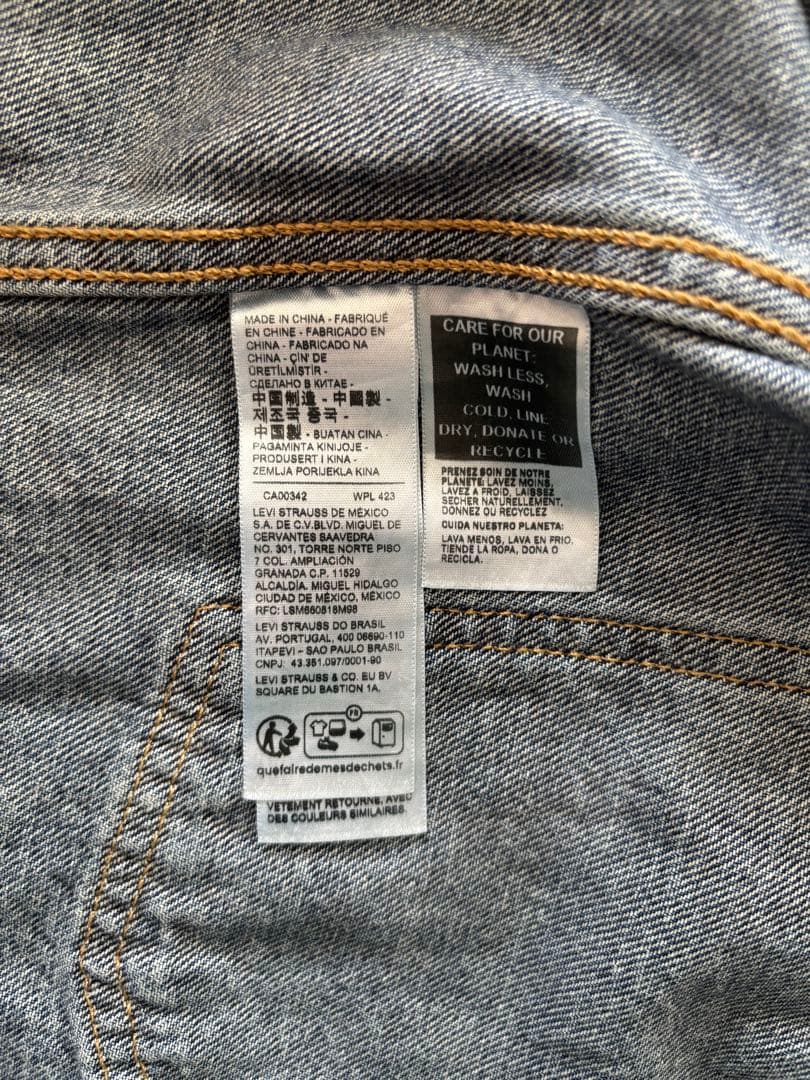 MADE IN CHINA - FABRIQUÉ
EN CHINE - FABRICADO EN
CHINA - FABRICADO NA
CHINA - ÇIN'DE
ÜRETİLMİSTİR -
СДЕЛАНО В КИТАЕ -
中国制造 - 中國製 -
제조국 중국 -
中国製 - BUATAN CINA -
PAGAMINTA KINIJOJE -
PRODUSERT I KINA -
ZEMLJA PORIJEKLA KINA
CA00342 WPL 423
LEVI STRAUSS DE MÉXICO
S.A. DE C.V.BLVD. MIGUEL DE
CERVANTES SAAVEDRA
NO. 301, TORRE NORTE PISO
7 COL. AMPLIACIÓN
GRANADA C.P. 11529
ALCALDÍA. MIGUEL HIDALGO
CIUDAD DE MÉXICO, MÉXICO
RFC: LSM660818M98
LEVI STRAUSS DO BRASIL
AV. PORTUGAL, 400 06690-110
ITAPEVI – SAO PAULO BRASIL
CNPJ: 43.351.097/0001-90
LEVI STRAUSS & CO. EU BV
SQUARE DU BASTION 1A,
FR
quefairedemesdechets.fr
VETEMENT RETOURNE, AVEC
DES COULEURS SIMILAIRES.
CARE FOR OUR
PLANET:
WASH LESS,
WASH
COLD, LINE
DRY, DONATE OR
RECYCLE
PRENEZ SOIN DE NOTRE
PLANETE: LAVEZ MOINS,
LAVEZ A FROID, LAISSEZ
SECHER NATURELLEMENT,
DONNEZ OU RECYCLEZ
CUIDA NUESTRO PLANETA:
LAVA MENOS, LAVA EN FRIO,
TIENDE LA ROPA, DONA O
RECICLA.